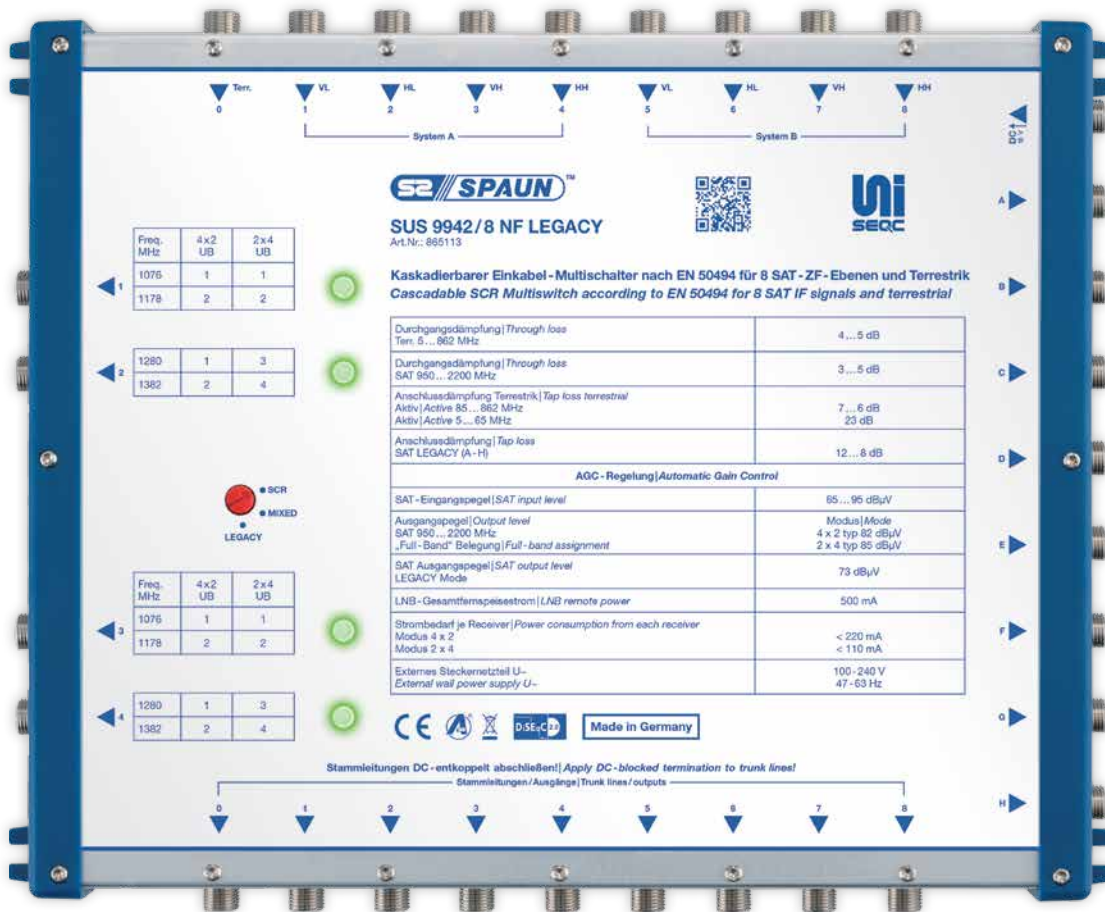 Terr. VL HL VH HH VL HL VH HH
0 1 2 3 4 5 6 7 8
System A System B
DC
S2 SPAUN™
UNi SEQC
SUS 9942/8 NF LEGACY
Art.Nr.: 865113
Kaskadierbarer Einkabel-Multischalter nach EN 50494 für 8 SAT-ZF-Ebenen und Terrestrik
Cascadable SCR Multiswitch according to EN 50494 for 8 SAT IF signals and terrestrial
Freq. MHz 4x2 UB 2x4 UB
1076 1 1
1178 2 2
1
1280 1 3
1382 2 4
2
SCR
MIXED
LEGACY
Freq. MHz 4x2 UB 2x4 UB
1076 1 1
1178 2 2
3
1280 1 3
1382 2 4
4
Durchgangsdämpfung|Through loss
Terr. 5...862 MHz 4...5 dB
Durchgangsdämpfung|Through loss
SAT 950...2200 MHz 3...5 dB
Anschlussdämpfung Terrestrik|Tap loss terrestrial
Aktiv|Active 85...862 MHz 7...6 dB
Aktiv|Active 5...65 MHz 23 dB
Anschlussdämpfung|Tap loss
SAT LEGACY (A-H) 12...8 dB
AGC-Regelung|Automatic Gain Control
SAT-Eingangspegel|SAT input level 65...95 dBµV
Ausgangspegel|Output level Modus|Mode
SAT 950...2200 MHz 4 x 2 typ 82 dBµV
„Full-Band“ Belegung|Full-band assignment 2 x 4 typ 85 dBµV
SAT Ausgangspegel|SAT output level
LEGACY Mode 73 dBµV
LNB-Gesamtfernspeisestrom|LNB remote power 500 mA
Strombedarf je Receiver|Power consumption from each receiver
Modus 4 x 2 < 220 mA
Modus 2 x 4 < 110 mA
Externes Steckernetzteil U~ 100-240 V
External wall power supply U~ 47-63 Hz
A
B
C
D
E
F
G
H
CE DiSEqC 2.0 Made in Germany
Stammleitungen DC-entkoppelt abschließen!|Apply DC-blocked termination to trunk lines!
Stammleitungen/Ausgänge|Trunk lines/outputs
0 1 2 3 4 5 6 7 8